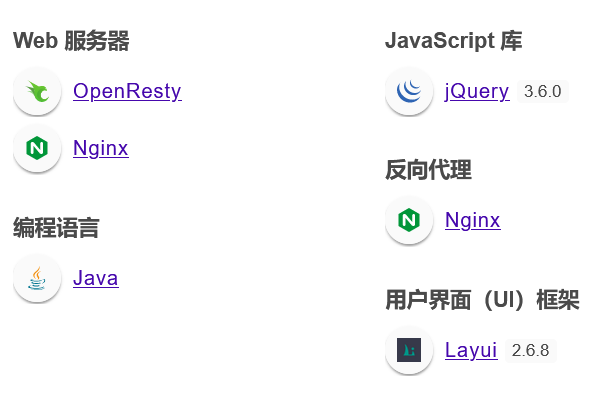 Web 服务器
OpenResty
Nginx
编程语言
Java
JavaScript 库
jQuery 3.6.0
反向代理
Nginx
用户界面（UI）框架
Layui 2.6.8